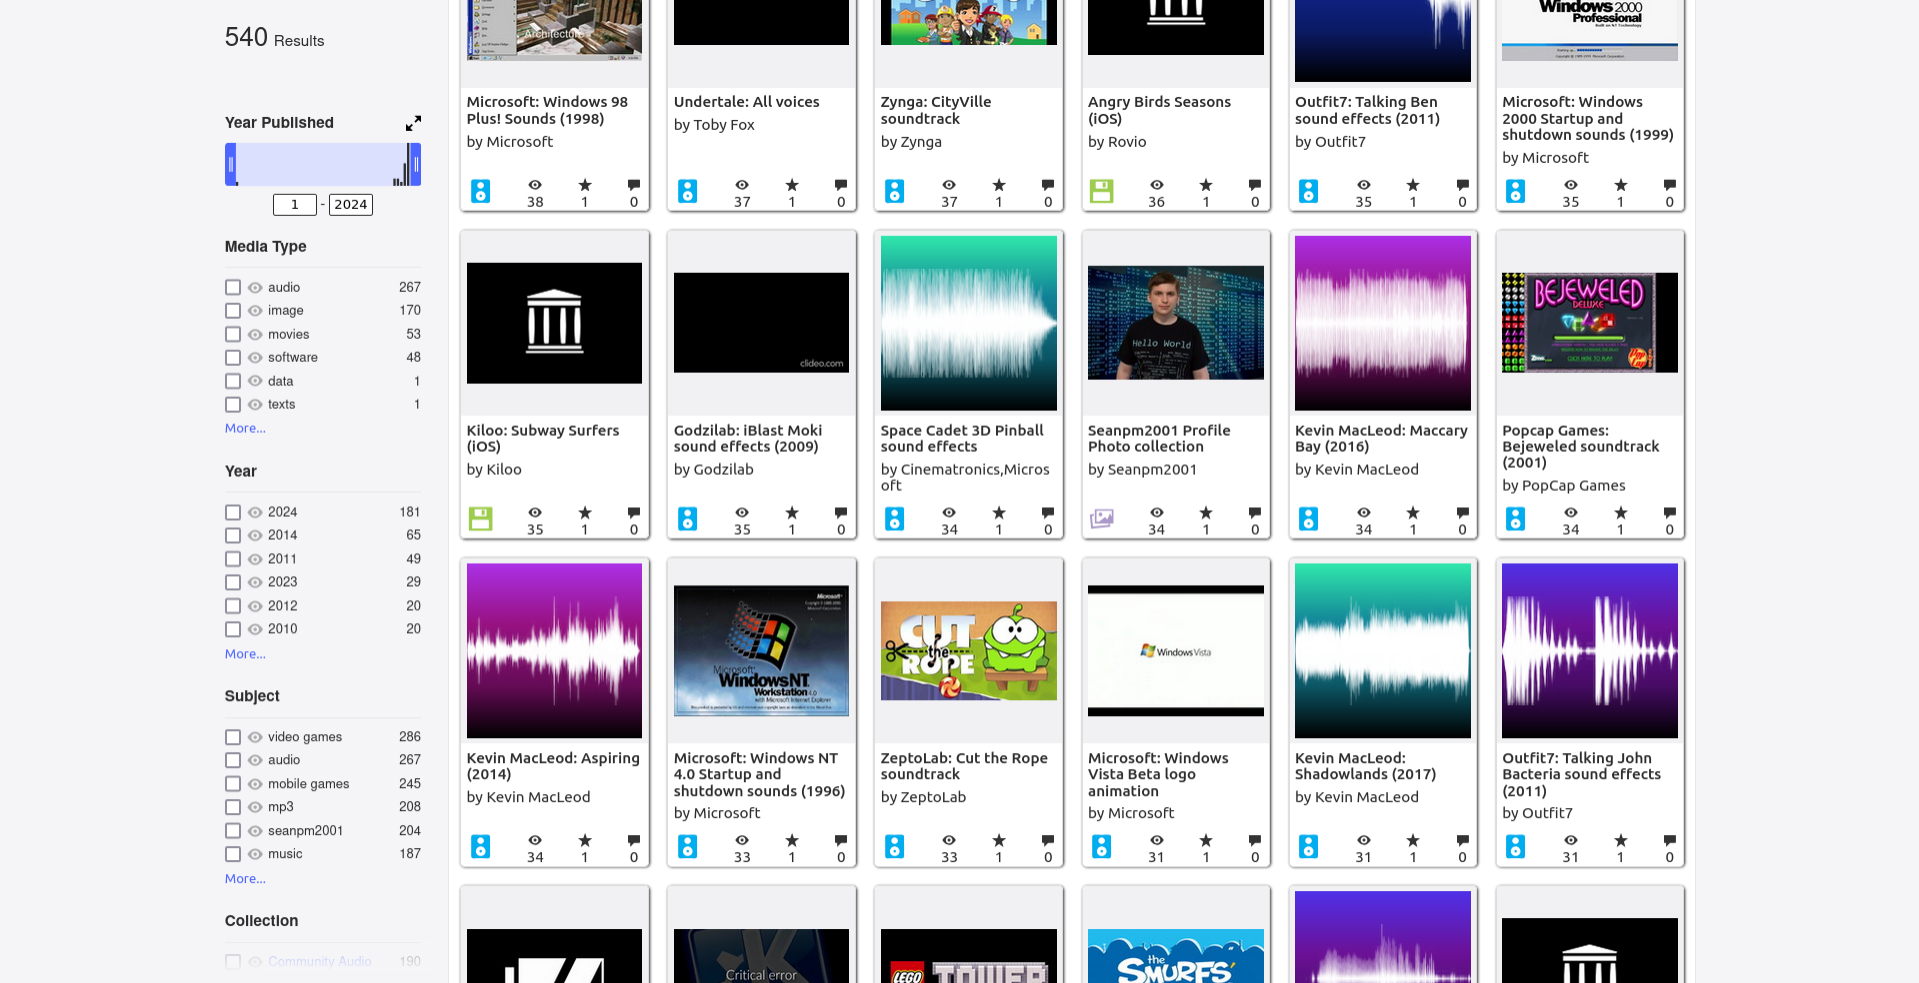 540 Results
Year Published
1 - 2024
Media Type
audio 267
image 170
movies 53
software 48
data 1
texts 1
More...
Year
2024 181
2014 65
2011 49
2023 29
2012 20
2010 20
More...
Subject
video games 286
audio 267
mobile games 245
mp3 208
seanpm2001 204
music 187
More...
Collection
Community Audio 190
Architecture
Microsoft: Windows 98
Plus! Sounds (1998)
by Microsoft
38 1 0
Undertale: All voices
by Toby Fox
37 1 0
Zynga: CityVille
soundtrack
by Zynga
37 1 0
Angry Birds Seasons
(iOS)
by Rovio
36 1 0
Outfit7: Talking Ben
sound effects (2011)
by Outfit7
35 1 0
Windows 2000
Professional
Microsoft: Windows
2000 Startup and
shutdown sounds (1999)
by Microsoft
35 1 0
Kiloo: Subway Surfers
(iOS)
by Kiloo
35 1 0
clideo.com
Godzilab: iBlast Moki
sound effects (2009)
by Godzilab
35 1 0
Space Cadet 3D Pinball
sound effects
by Cinematronics,Micros
oft
34 1 0
Hello World
Seanpm2001 Profile
Photo collection
by Seanpm2001
34 1 0
Kevin MacLeod: Maccary
Bay (2016)
by Kevin MacLeod
34 1 0
BEJEWELED
DELUXE
CLICK HERE TO PLAY!
Popcap Games:
Bejeweled soundtrack
(2001)
by PopCap Games
34 1 0
Kevin MacLeod: Aspiring
(2014)
by Kevin MacLeod
34 1 0
Microsoft
Microsoft
Windows NT
Workstation 4.0
with Microsoft Internet Explorer
Microsoft: Windows NT
4.0 Startup and
shutdown sounds (1996)
by Microsoft
33 1 0
CUT
the
ROPE
ZeptoLab: Cut the Rope
soundtrack
by ZeptoLab
33 1 0
Windows Vista
Microsoft: Windows
Vista Beta logo
animation
by Microsoft
31 1 0
Kevin MacLeod:
Shadowlands (2017)
by Kevin MacLeod
31 1 0
Outfit7: Talking John
Bacteria sound effects
(2011)
by Outfit7
31 1 0
Critical error
LEGO TOWER
the
SMURFS'